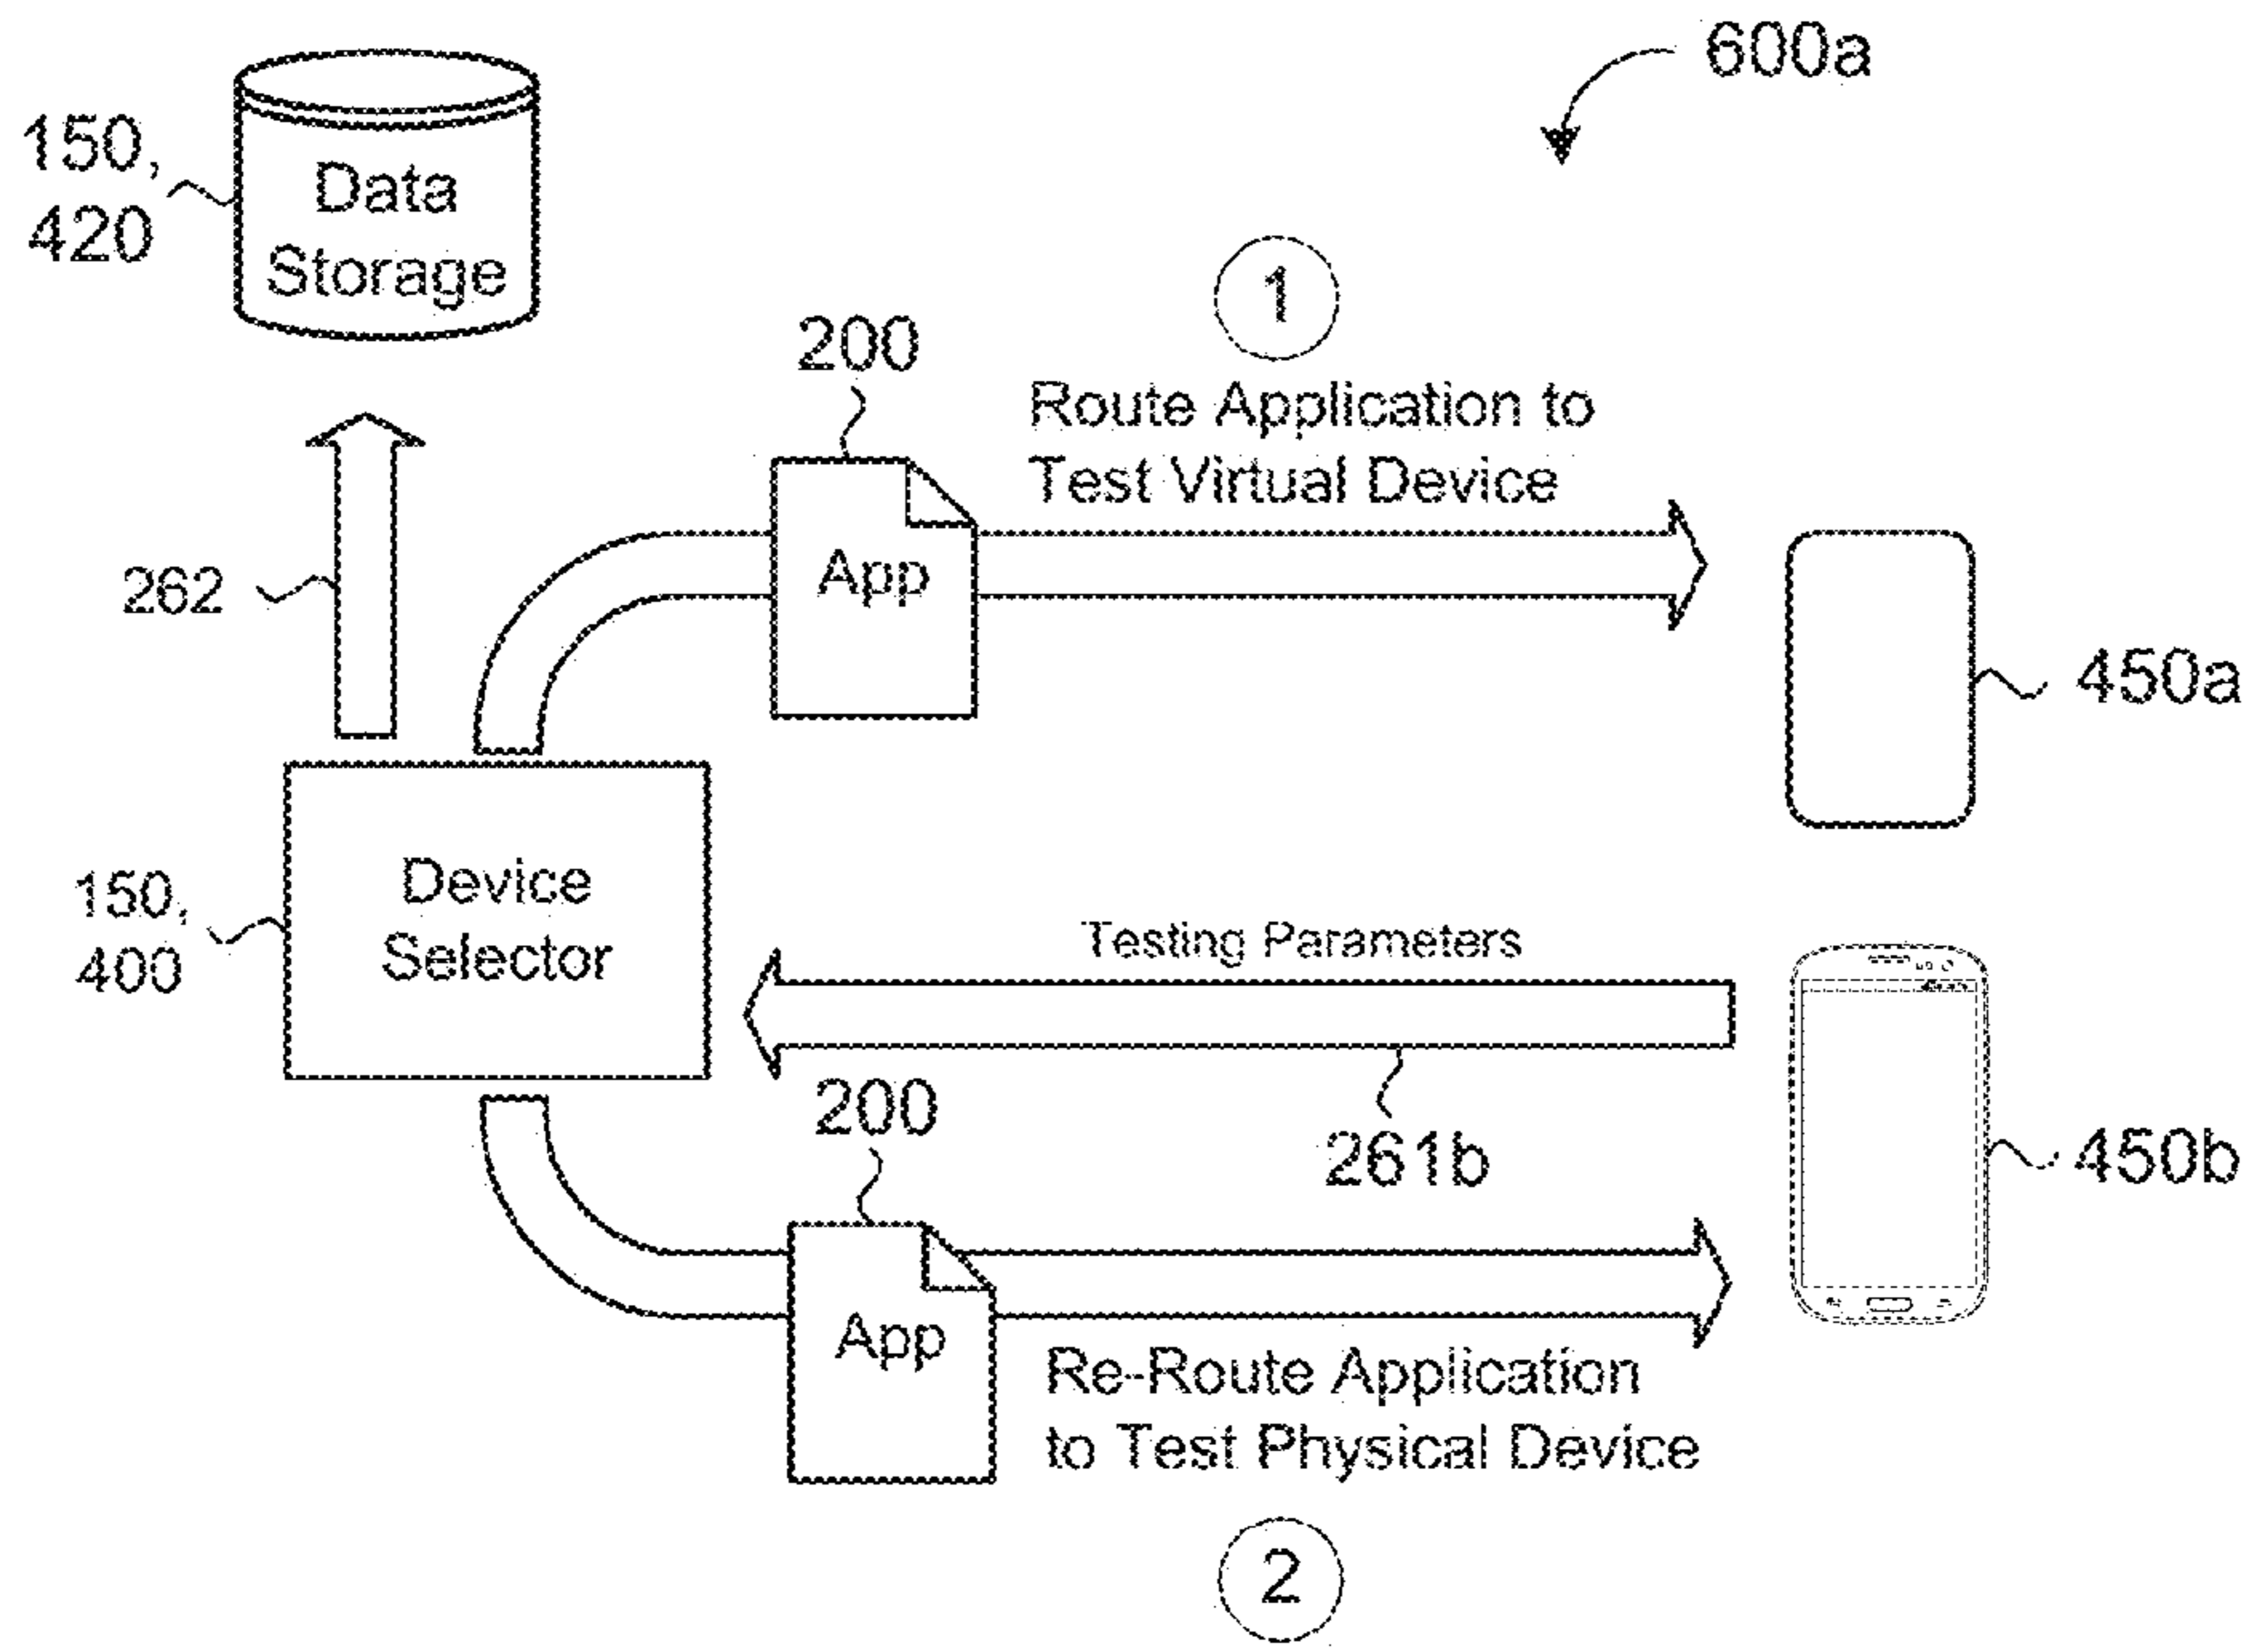 600a
150,
420
Data
Storage
1
200
Route Application to
Test Virtual Device
App
262
450a
150,
400
Device
Selector
Testing Parameters
261b
450b
200
App
Re-Route Application
to Test Physical Device
2